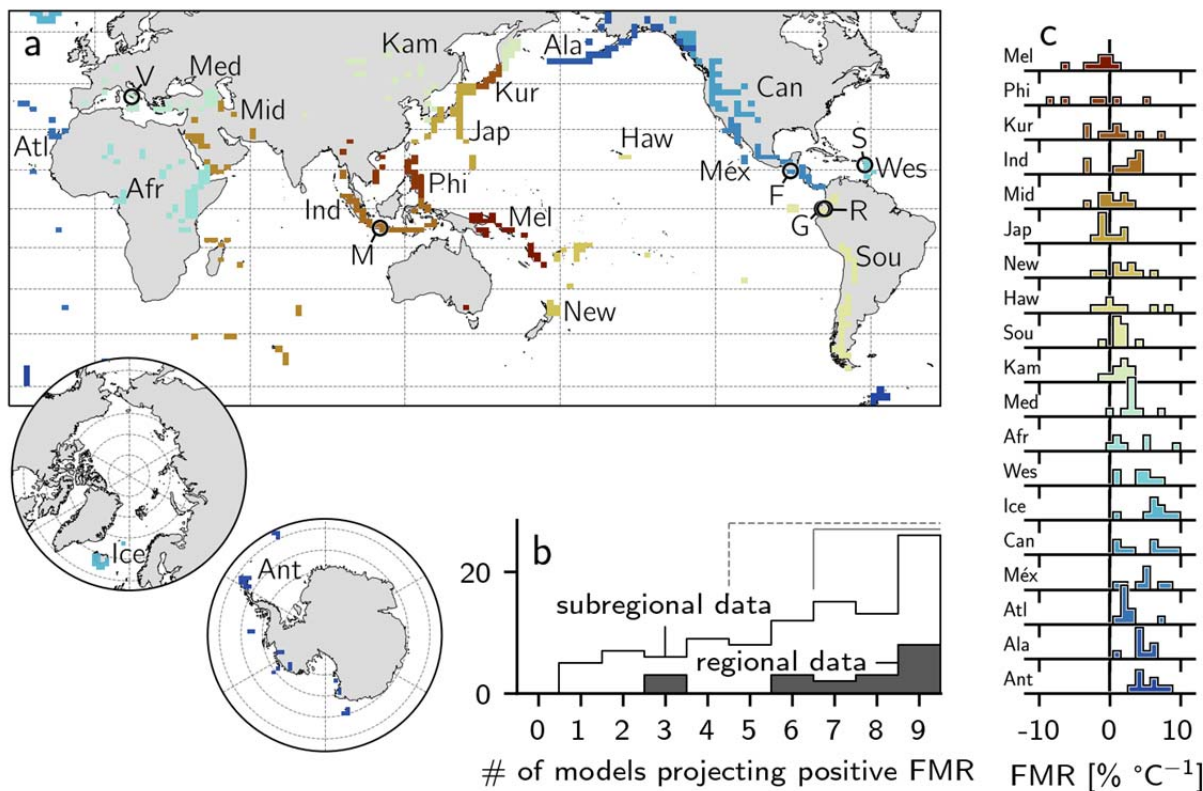 a
Kam
Ala
V
Med
Can
Mid
Kur
Atl
Jap
Haw
S
Méx
Wes
Afr
Phi
F
Ind
Mel
G
R
M
Sou
New
Ice
Ant
b
20
subregional data
regional data
0
0 1 2 3 4 5 6 7 8 9
# of models projecting positive FMR
c
Mel
Phi
Kur
Ind
Mid
Jap
New
Haw
Sou
Kam
Med
Afr
Wes
Ice
Can
Méx
Atl
Ala
Ant
-10 0 10
FMR [% °C⁻¹]